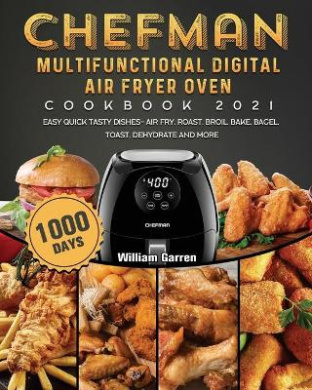 CHEFMAN
MULTIFUNCTIONAL DIGITAL
AIR FRYER OVEN
COOKBOOK 2021
EASY QUICK TASTY DISHES- AIR FRY, ROAST, BROIL, BAKE, BAGEL,
TOAST, DEHYDRATE AND MORE
400
CHEFMAN
1000
DAYS
William Garren